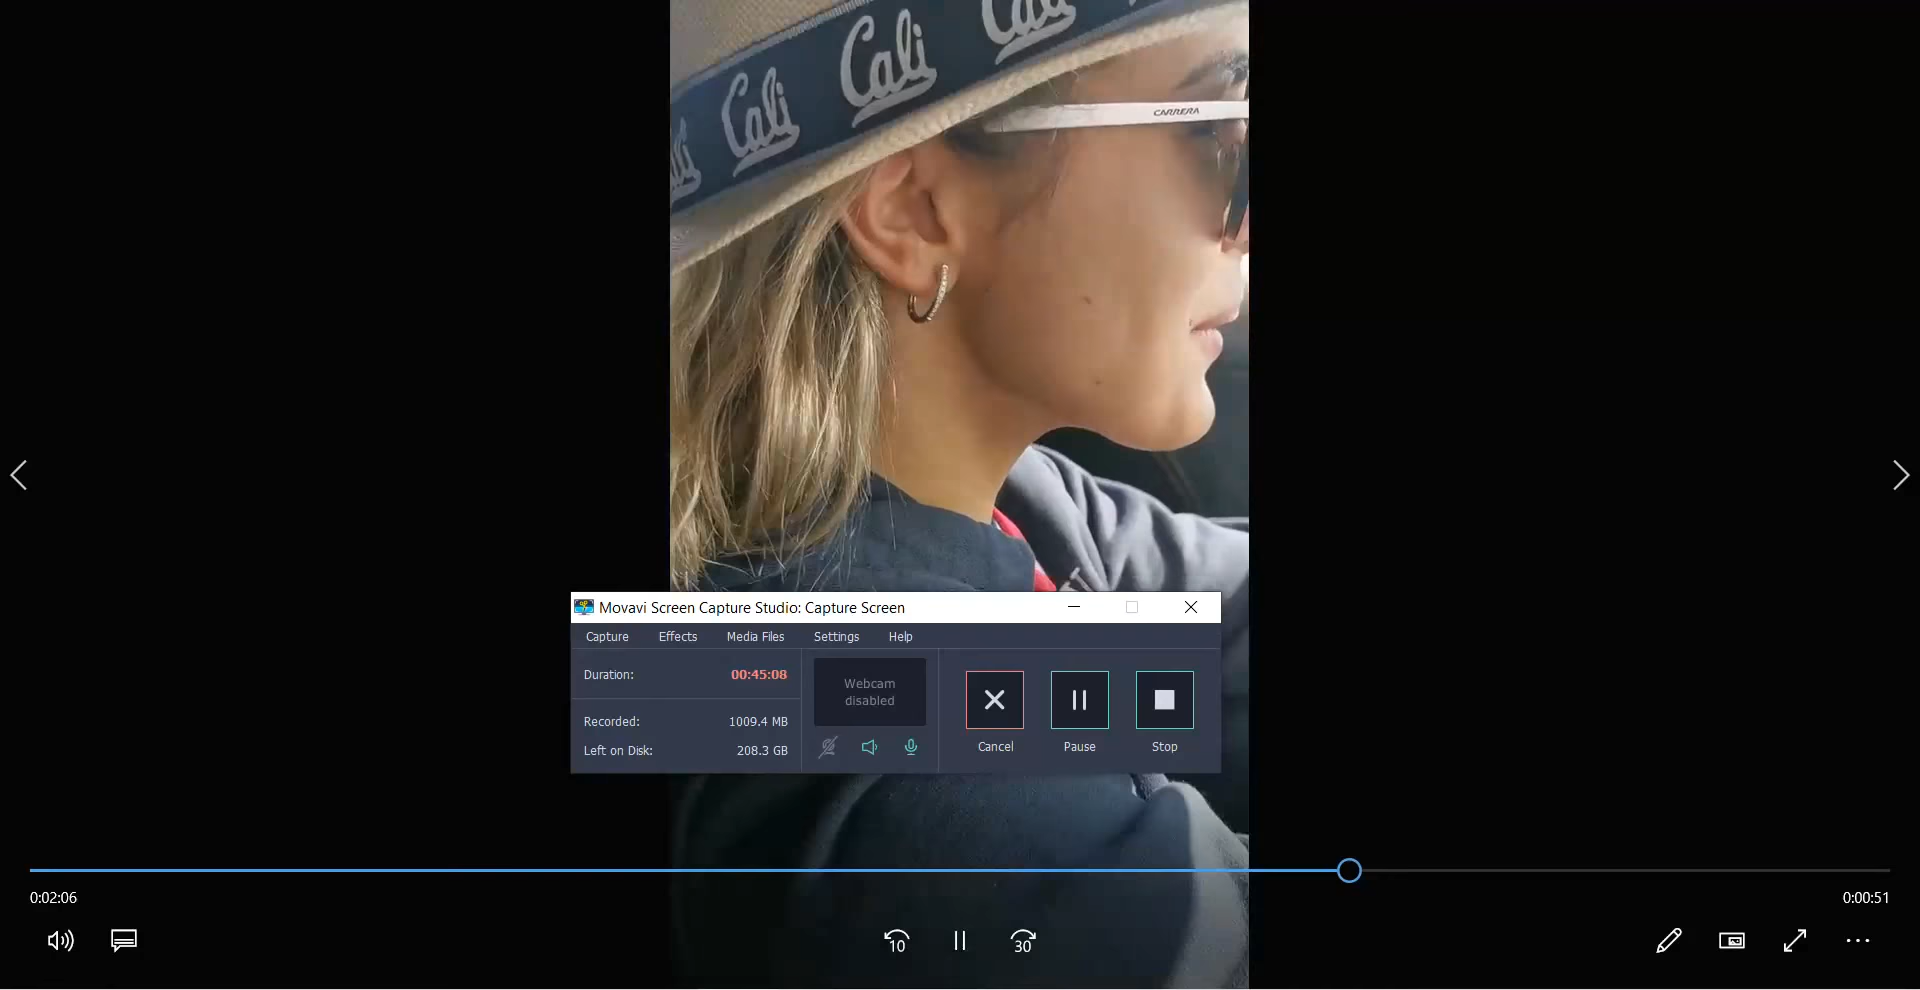 Cali
Cali
Cali
CARRERA
Movavi Screen Capture Studio: Capture Screen
Capture Effects Media Files Settings Help
Duration: 00:45:08
Webcam
disabled
Recorded: 1009.4 MB
Left on Disk: 208.3 GB
Cancel Pause Stop
0:02:06 0:00:51
10 30